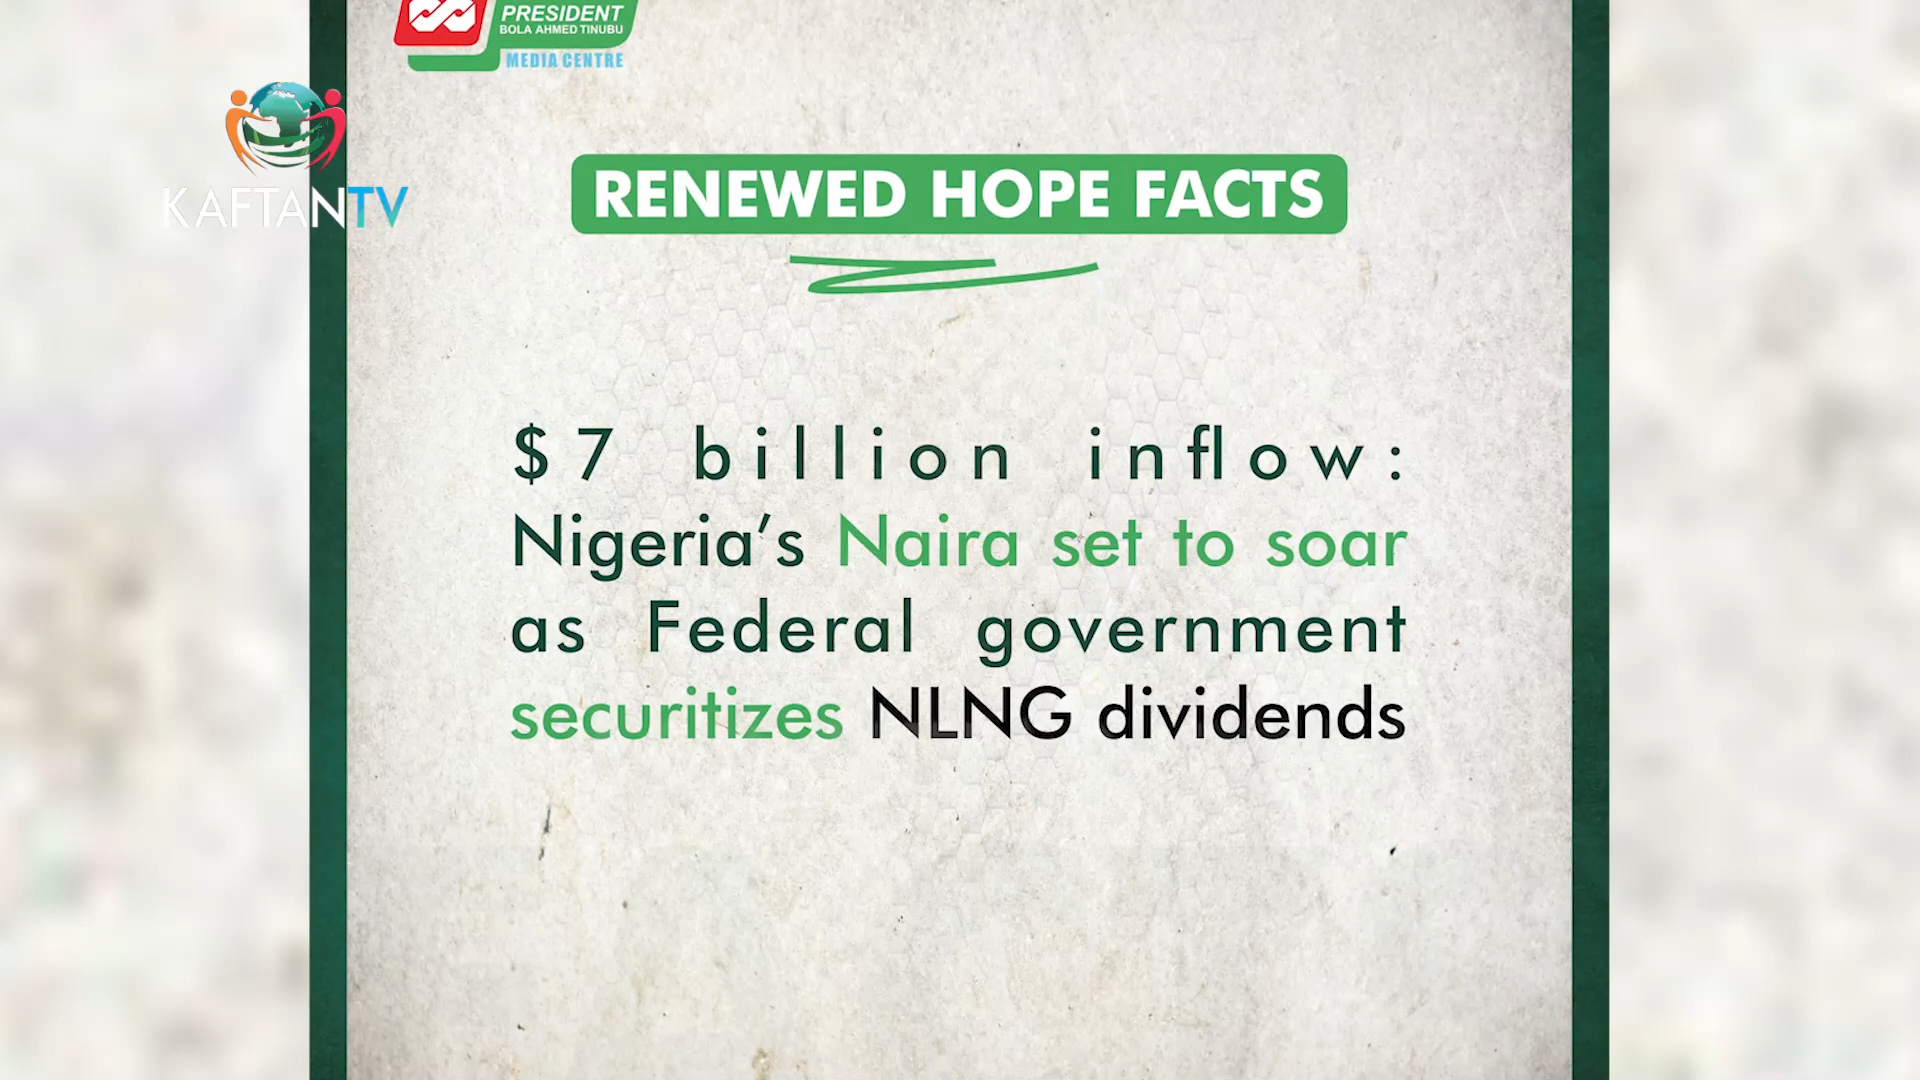 PRESIDENT
BOLA AHMED TINUBU
MEDIA CENTRE
KAFTANTV
RENEWED HOPE FACTS
$7 billion inflow:
Nigeria’s Naira set to soar
as Federal government
securitizes NLNG dividends